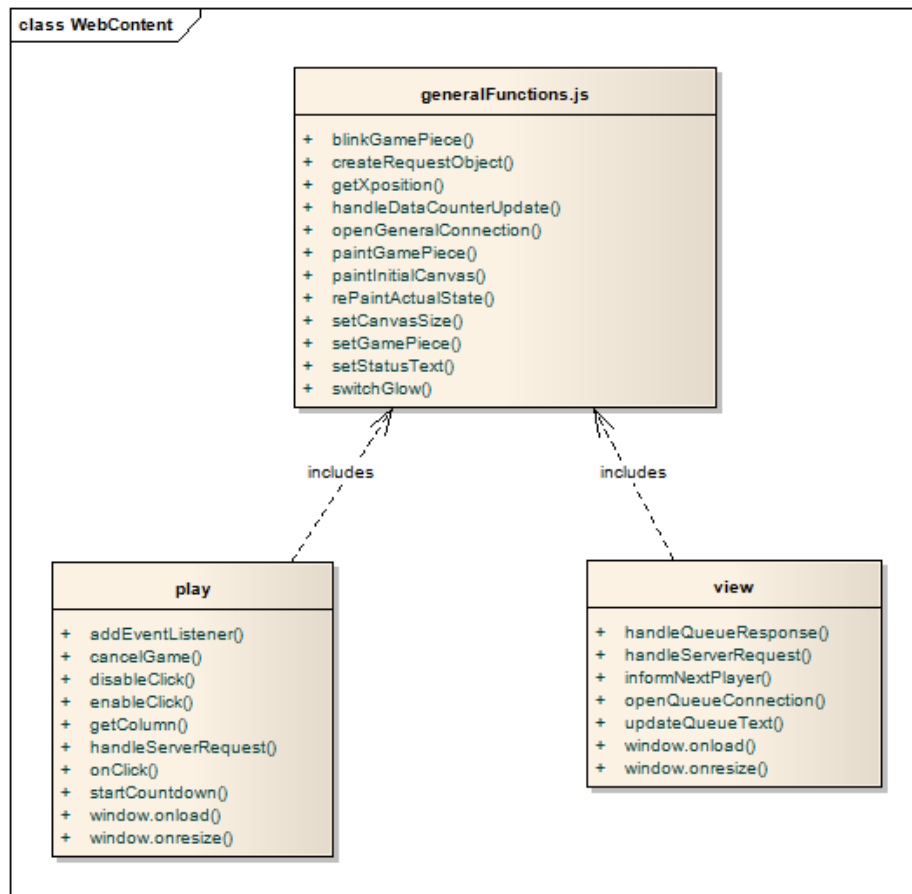 class WebContent
generalFunctions.js
+ blinkGamePiece()
+ createRequestObject()
+ getXposition()
+ handleDataCounterUpdate()
+ openGeneralConnection()
+ paintGamePiece()
+ paintInitialCanvas()
+ rePaintActualState()
+ setCanvasSize()
+ setGamePiece()
+ setStatusText()
+ switchGlow()
includes
includes
play
+ addEventListener()
+ cancelGame()
+ disableClick()
+ enableClick()
+ getColumn()
+ handleServerRequest()
+ onClick()
+ startCountdown()
+ window.onload()
+ window.onresize()
view
+ handleQueueResponse()
+ handleServerRequest()
+ informNextPlayer()
+ openQueueConnection()
+ updateQueueText()
+ window.onload()
+ window.onresize()